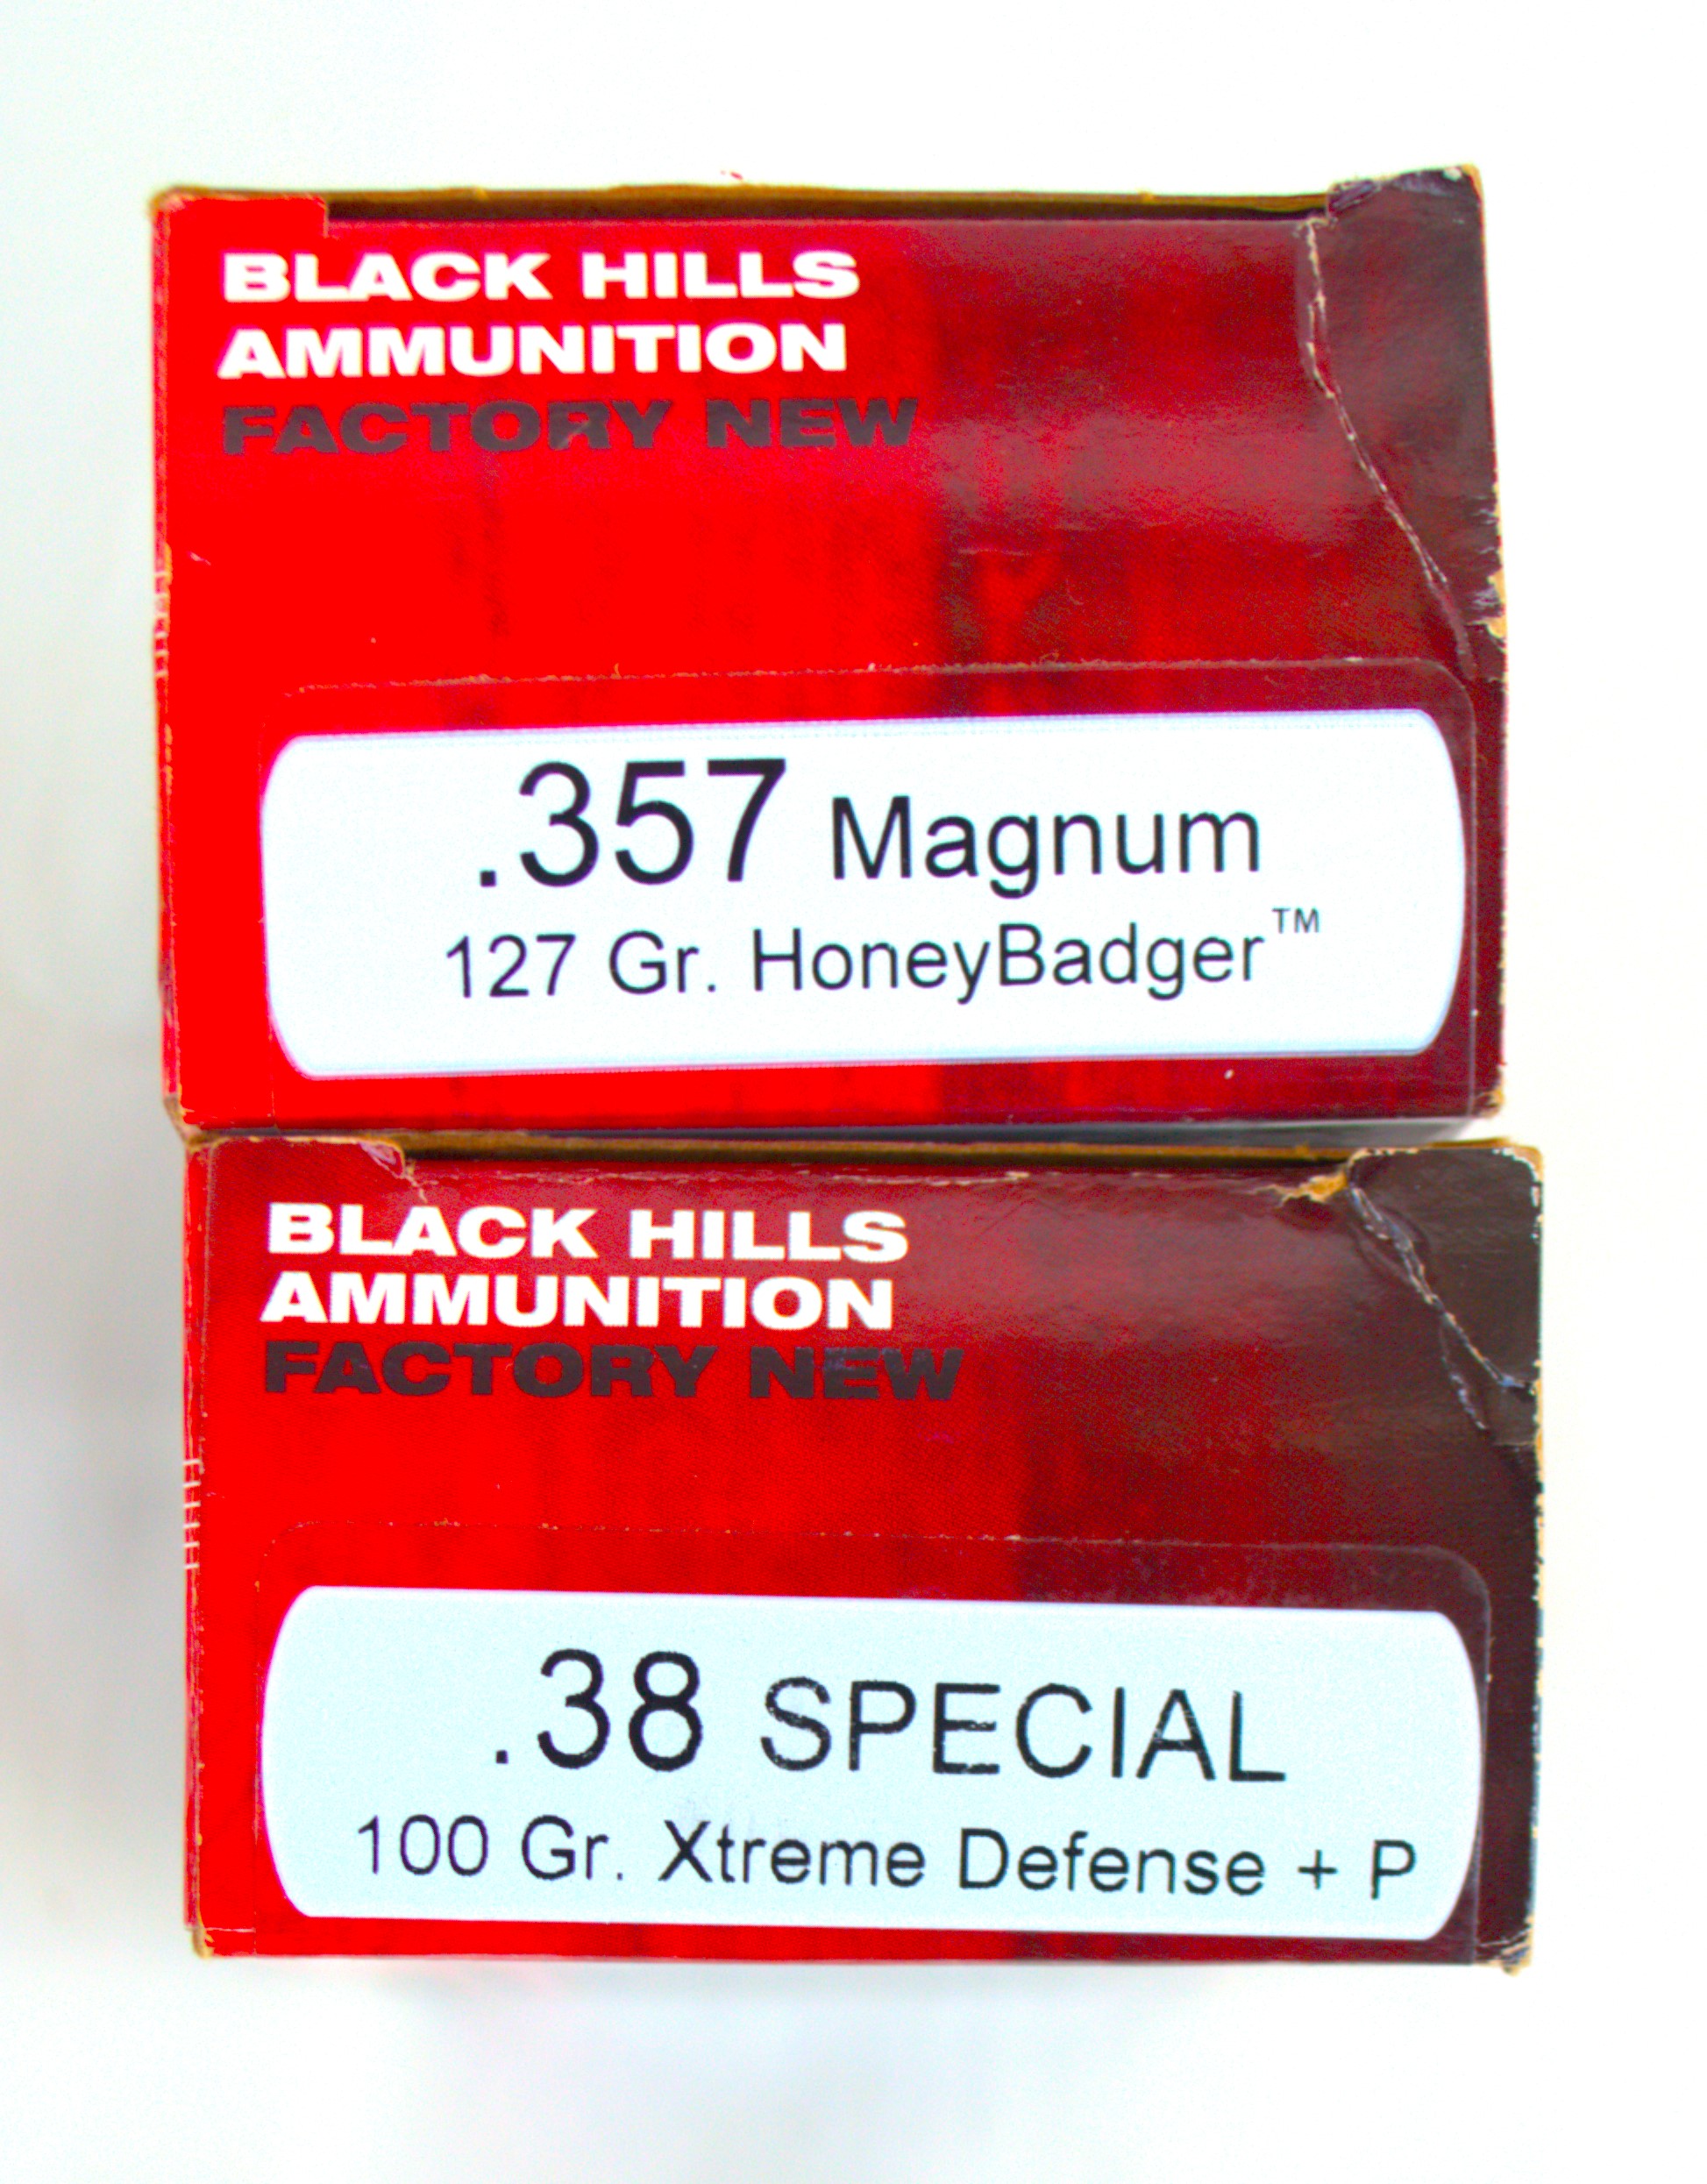 BLACK HILLS
AMMUNITION
FACTORY NEW
.357 Magnum
127 Gr. HoneyBadger™
BLACK HILLS
AMMUNITION
FACTORY NEW
.38 SPECIAL
100 Gr. Xtreme Defense + P